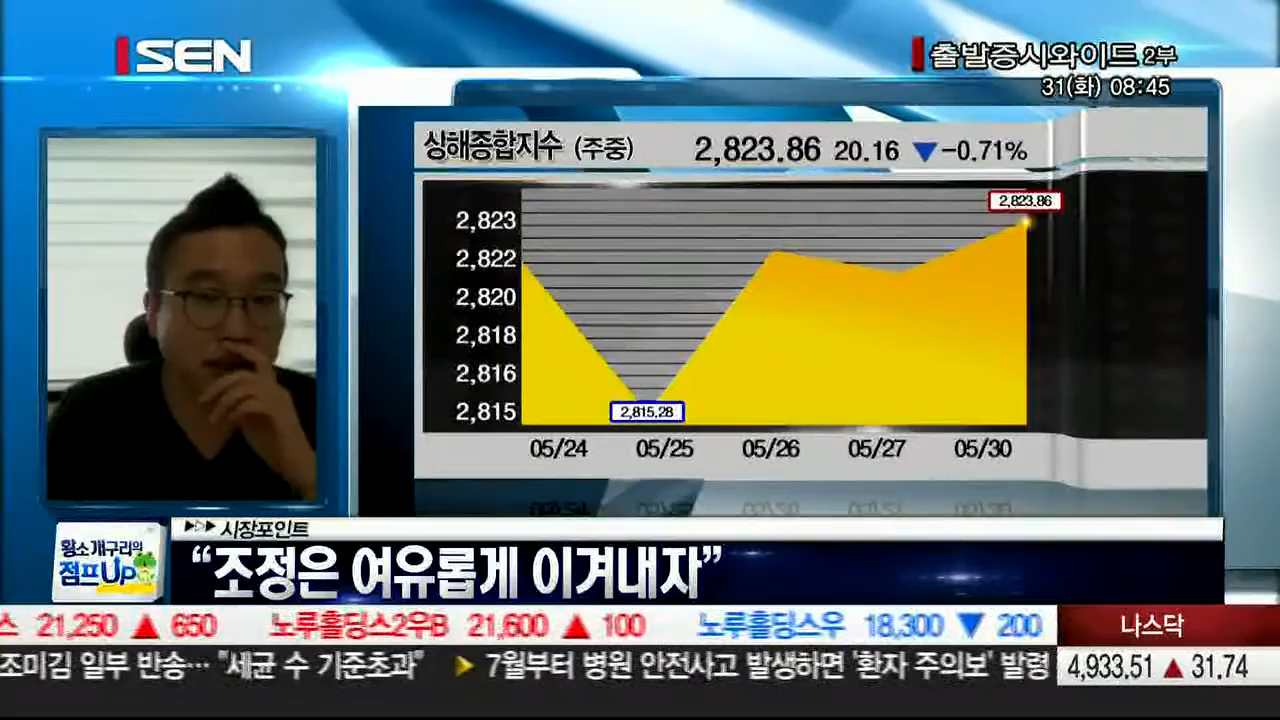 SEN
출발증시와이드 2부
31(화) 08:45
싱해종합지수 (주중) 2,823.86 20.16 ▼-0.71%
2,823.86
2,823
2,822
2,820
2,818
2,816
2,815
2,815.28
05/24 05/25 05/26 05/27 05/30
시장포인트
황소개구리의
점프UP
“조정은 여유롭게 이겨내자”
스 21,250 ▲ 650 노루홀딩스2우B 21,600 ▲ 100 노루홀딩스우 18,300 ▼ 200
나스닥
조미김 일부 반송… "세균 수 기준초과" ▶ 7월부터 병원 안전사고 발생하면 '환자 주의보' 발령
4,933.51 ▲ 31.74